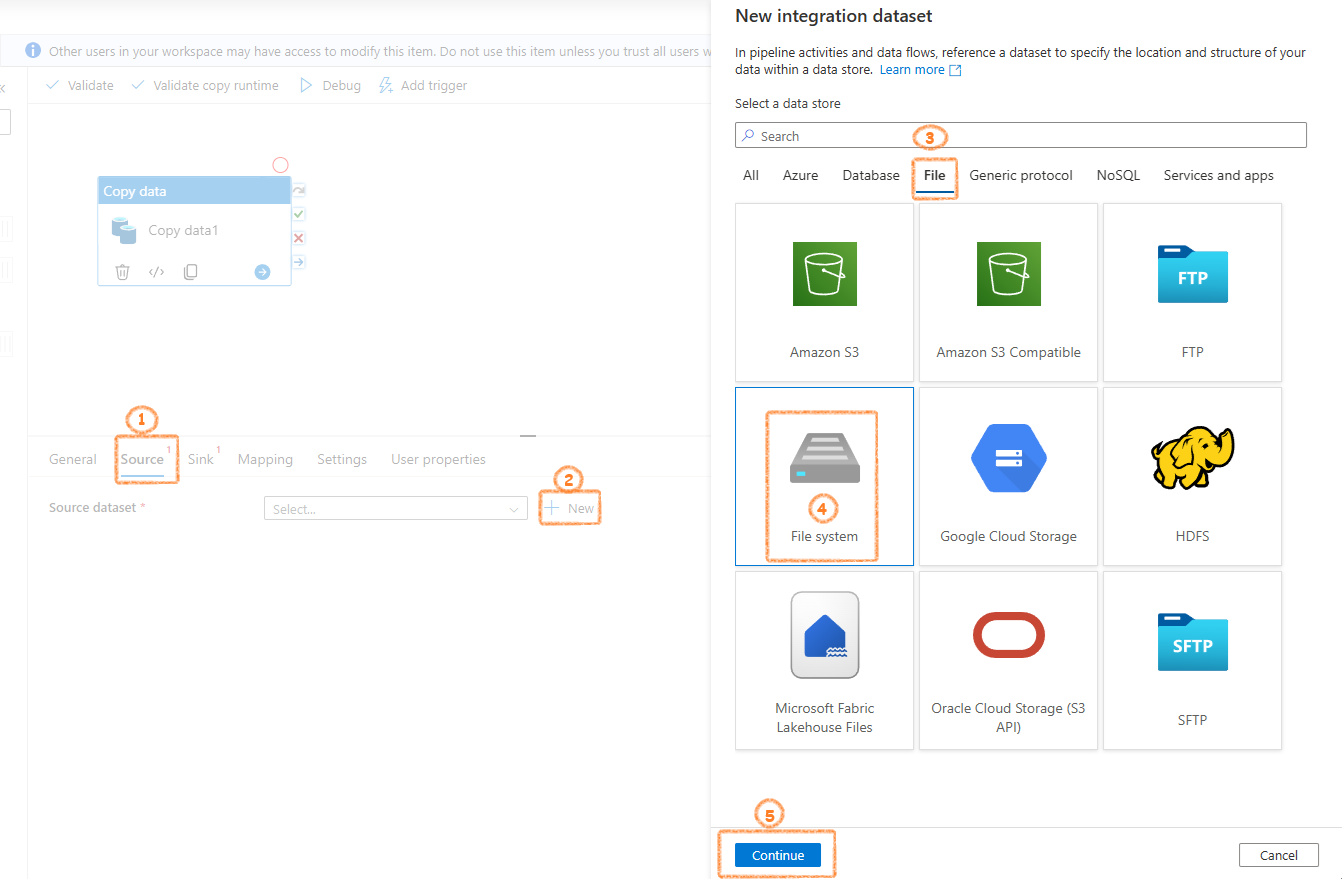 New integration dataset
Other users in your workspace may have access to modify this item. Do not use this item unless you trust all users w
In pipeline activities and data flows, reference a dataset to specify the location and structure of your
data within a data store. Learn more
Validate Validate copy runtime Debug Add trigger
Select a data store
Search
3
All Azure Database File Generic protocol NoSQL Services and apps
Copy data
Copy data1
</>
FTP
Amazon S3 Amazon S3 Compatible FTP
1
General Source 1 Sink 1 Mapping Settings User properties
2
Source dataset * Select... New
4
File system Google Cloud Storage HDFS
SFTP
Microsoft Fabric
Lakehouse Files
Oracle Cloud Storage (S3
API)
SFTP
5
Continue Cancel